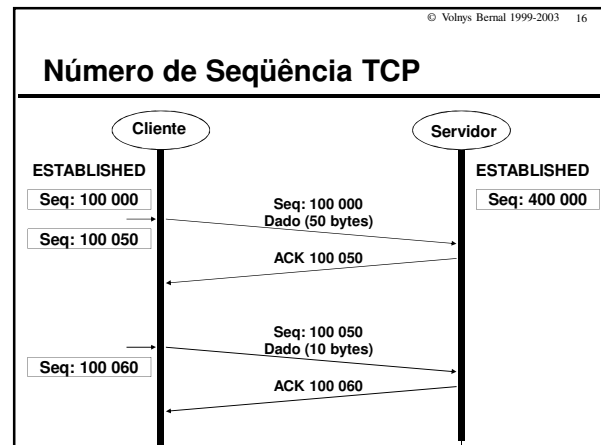 © Volnys Bernal 1999-2003 16
Número de Seqüência TCP
Cliente
Servidor
ESTABLISHED
ESTABLISHED
Seq: 100 000
Seq: 400 000
Seq: 100 000
Dado (50 bytes)
Seq: 100 050
ACK 100 050
Seq: 100 050
Dado (10 bytes)
Seq: 100 060
ACK 100 060